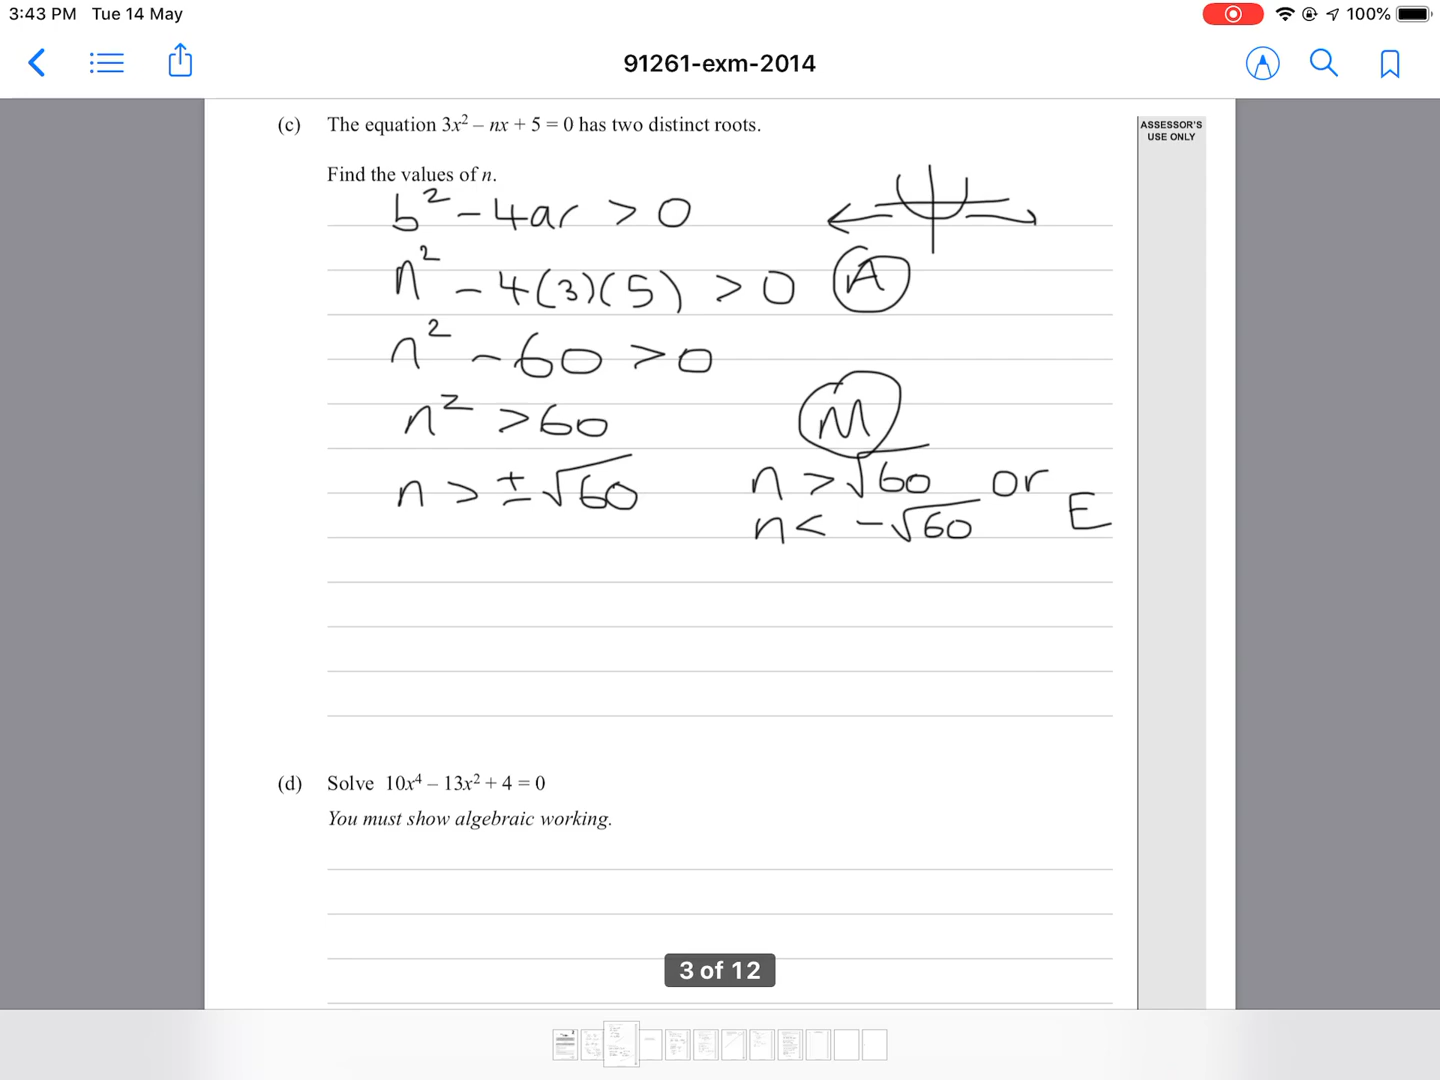 3:43 PM Tue 14 May
100%
91261-exm-2014
ASSESSOR'S
USE ONLY
(c) The equation 3x² – nx + 5 = 0 has two distinct roots.
Find the values of n.
b² - 4ac > 0
n² - 4(3)(5) > 0 A
n² - 60 > 0
n² > 60
M
n > ±√60
n > √60 or
n < -√60 E
(d) Solve 10x⁴ – 13x² + 4 = 0
You must show algebraic working.
3 of 12